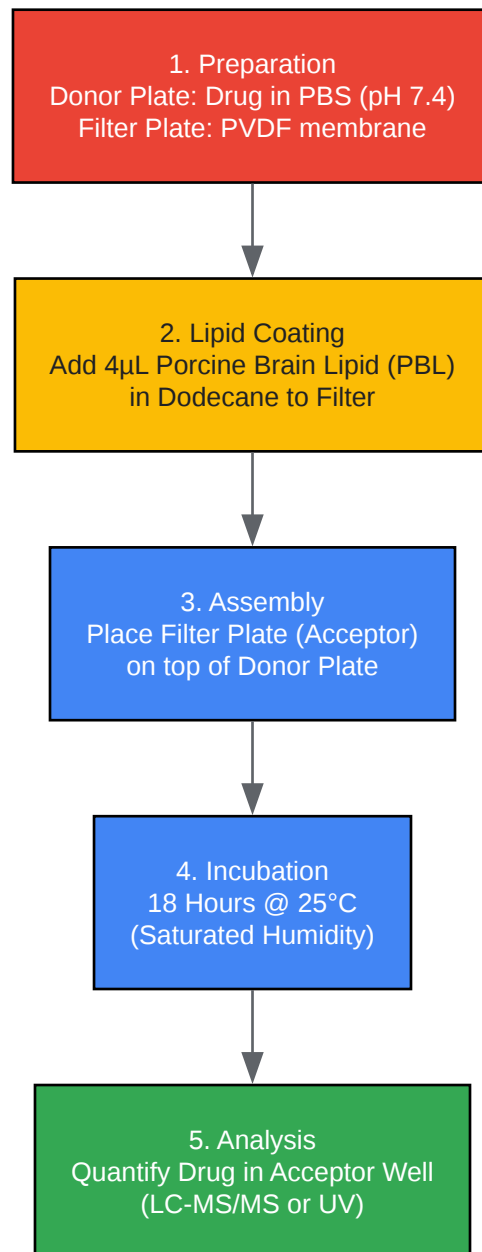 1. Preparation
Donor Plate: Drug in PBS (pH 7.4)
Filter Plate: PVDF membrane
2. Lipid Coating
Add 4µL Porcine Brain Lipid (PBL)
in Dodecane to Filter
3. Assembly
Place Filter Plate (Acceptor)
on top of Donor Plate
4. Incubation
18 Hours @ 25°C
(Saturated Humidity)
5. Analysis
Quantify Drug in Acceptor Well
(LC-MS/MS or UV)